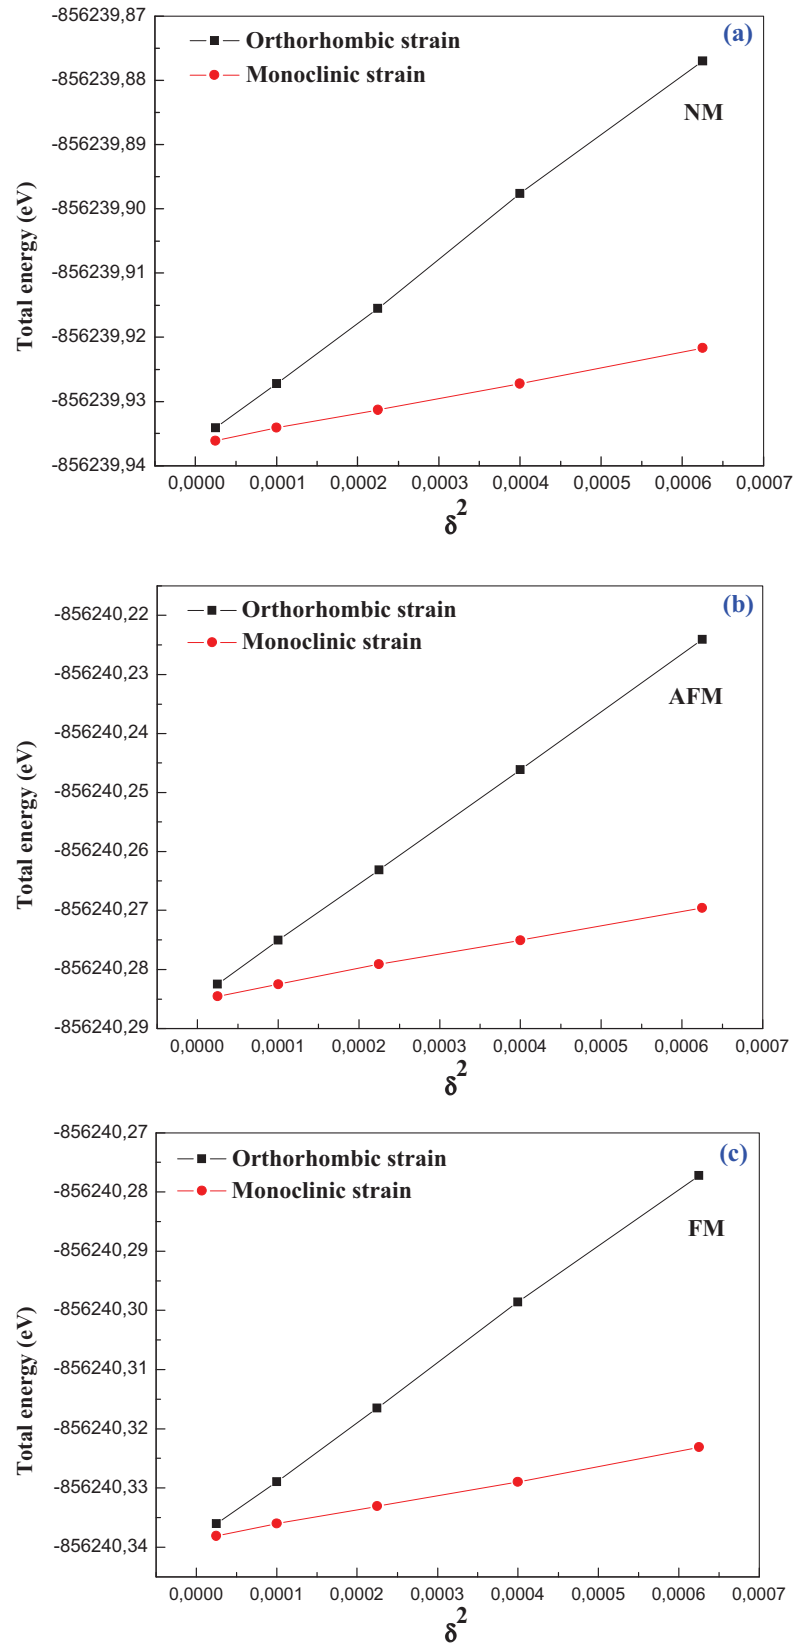 -856239,87
Orthorhombic strain
(a)
-856239,88
Monoclinic strain
NM
-856239,89
-856239,90
-856239,91
-856239,92
-856239,93
-856239,94
Total energy (eV)
0,0000 0,0001 0,0002 0,0003 0,0004 0,0005 0,0006 0,0007
δ²
Orthorhombic strain
(b)
-856240,22
Monoclinic strain
-856240,23
AFM
-856240,24
-856240,25
-856240,26
-856240,27
-856240,28
-856240,29
Total energy (eV)
0,0000 0,0001 0,0002 0,0003 0,0004 0,0005 0,0006 0,0007
δ²
-856240,27
Orthorhombic strain
(c)
-856240,28
Monoclinic strain
FM
-856240,29
-856240,30
-856240,31
-856240,32
-856240,33
-856240,34
Total energy (eV)
0,0000 0,0001 0,0002 0,0003 0,0004 0,0005 0,0006 0,0007
δ²